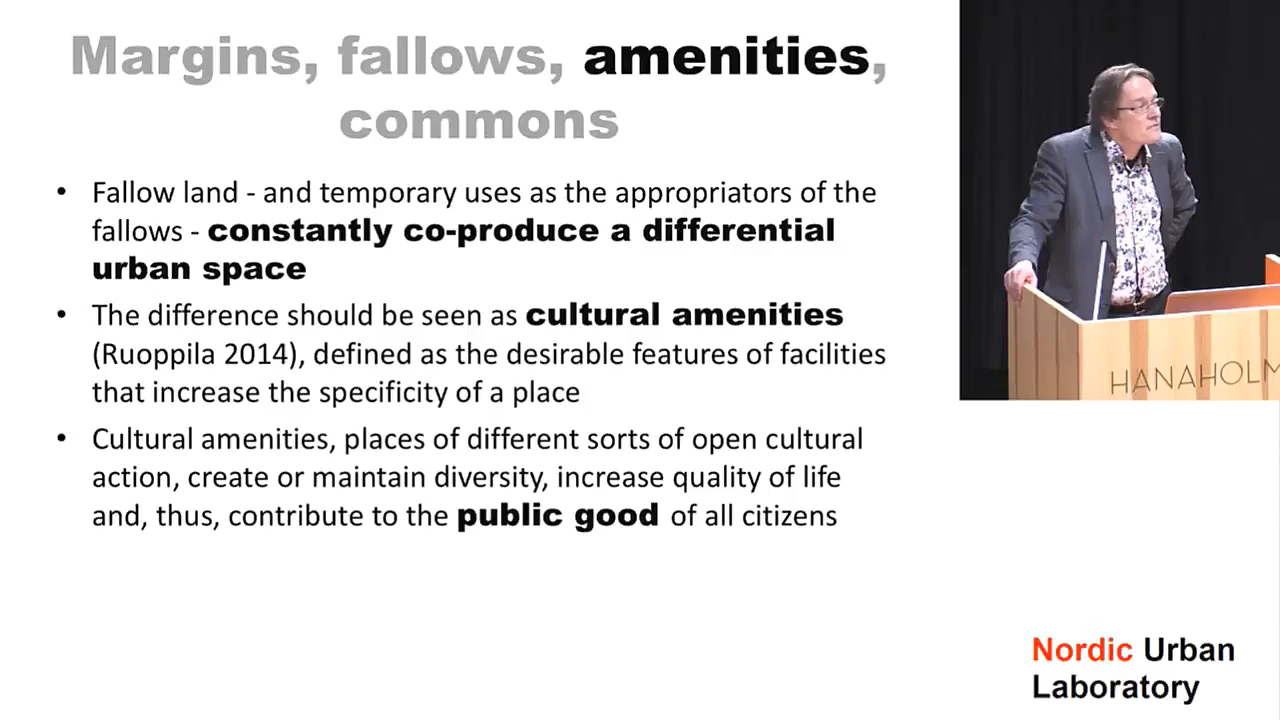 Margins, fallows, amenities,
commons
• Fallow land - and temporary uses as the appropriators of the
fallows - constantly co-produce a differential
urban space
• The difference should be seen as cultural amenities
(Ruoppila 2014), defined as the desirable features of facilities
that increase the specificity of a place
• Cultural amenities, places of different sorts of open cultural
action, create or maintain diversity, increase quality of life
and, thus, contribute to the public good of all citizens
HANAHOLM
Nordic Urban
Laboratory